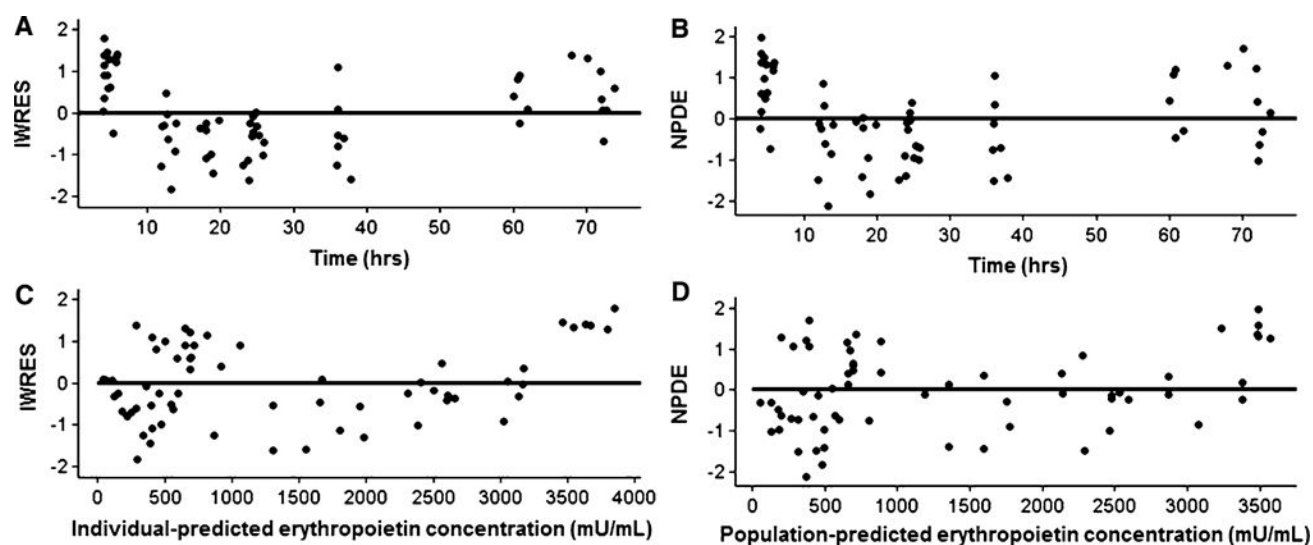 A
IWRES
2
1
0
-1
-2
10 20 30 40 50 60 70
Time (hrs)
B
NPDE
2
1
0
-1
-2
10 20 30 40 50 60 70
Time (hrs)
C
IWRES
2
1
0
-1
-2
0 500 1000 1500 2000 2500 3000 3500 4000
Individual-predicted erythropoietin concentration (mU/mL)
D
NPDE
2
1
0
-1
-2
0 500 1000 1500 2000 2500 3000 3500
Population-predicted erythropoietin concentration (mU/mL)